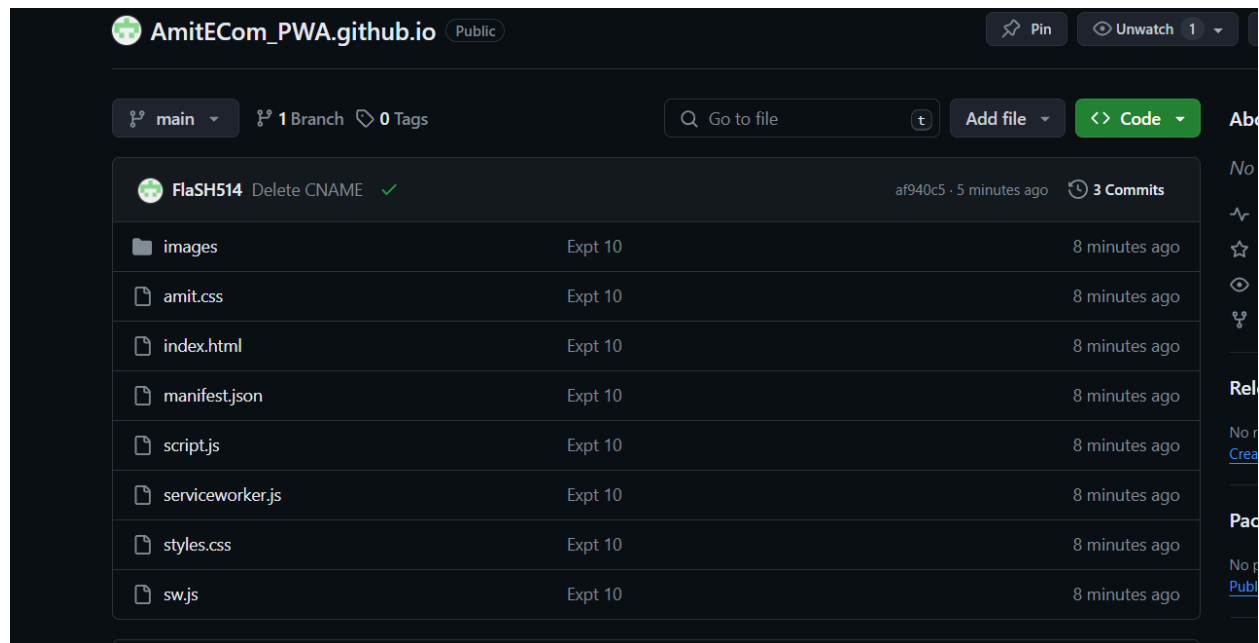 AmitECom_PWA.github.io Public Pin Unwatch 1
main 1 Branch 0 Tags Go to file t Add file Code
FlaSH514 Delete CNAME af940c5 · 5 minutes ago 3 Commits
images Expt 10 8 minutes ago
amit.css Expt 10 8 minutes ago
index.html Expt 10 8 minutes ago
manifest.json Expt 10 8 minutes ago
script.js Expt 10 8 minutes ago
serviceworker.js Expt 10 8 minutes ago
styles.css Expt 10 8 minutes ago
sw.js Expt 10 8 minutes ago
No
No